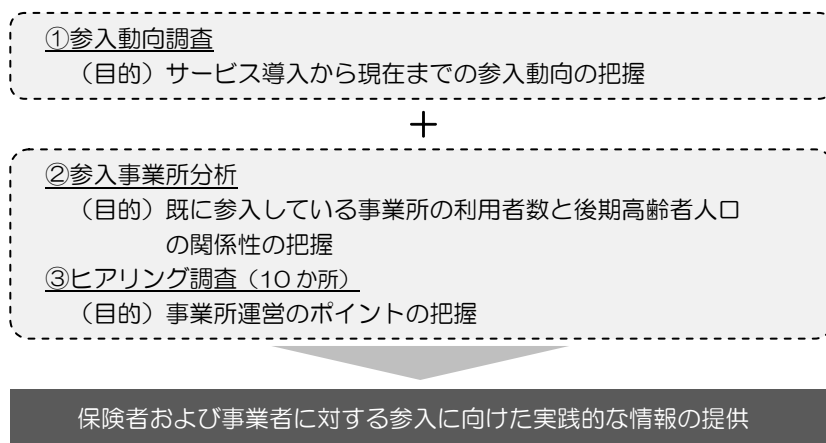 ①参入動向調査
（目的）サービス導入から現在までの参入動向の把握
+
②参入事業所分析
（目的）既に参入している事業所の利用者数と後期高齢者人口
の関係性の把握
③ヒアリング調査（10か所）
（目的）事業所運営のポイントの把握
保険者および事業者に対する参入に向けた実践的な情報の提供